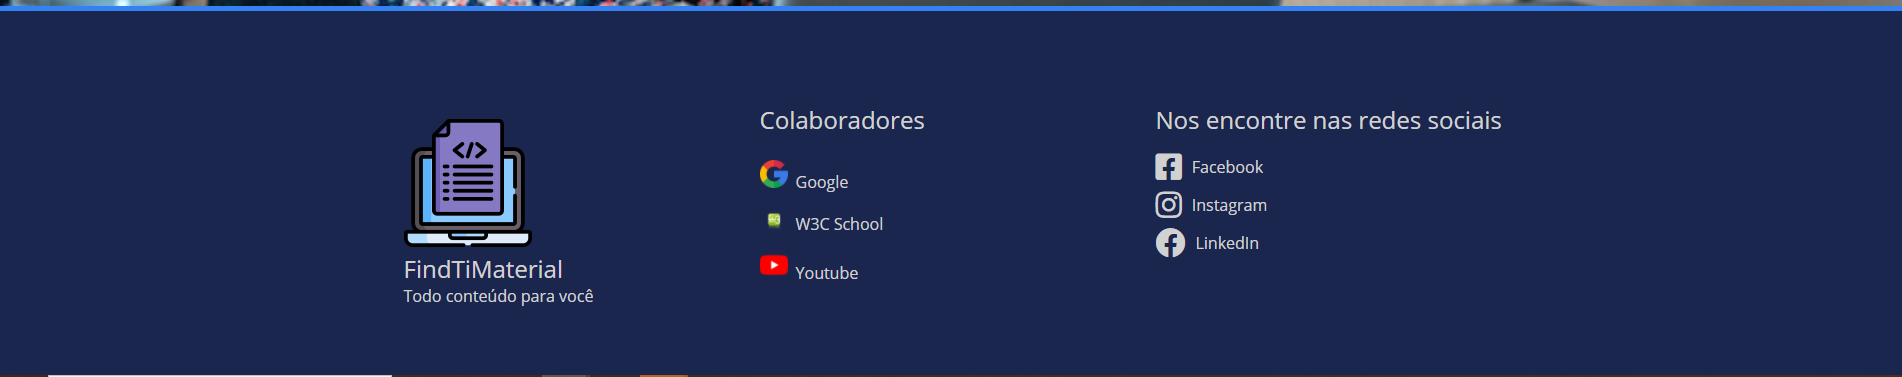 </>
FindTiMaterial
Todo conteúdo para você
Colaboradores
Google
W3C School
Youtube
Nos encontre nas redes sociais
Facebook
Instagram
LinkedIn